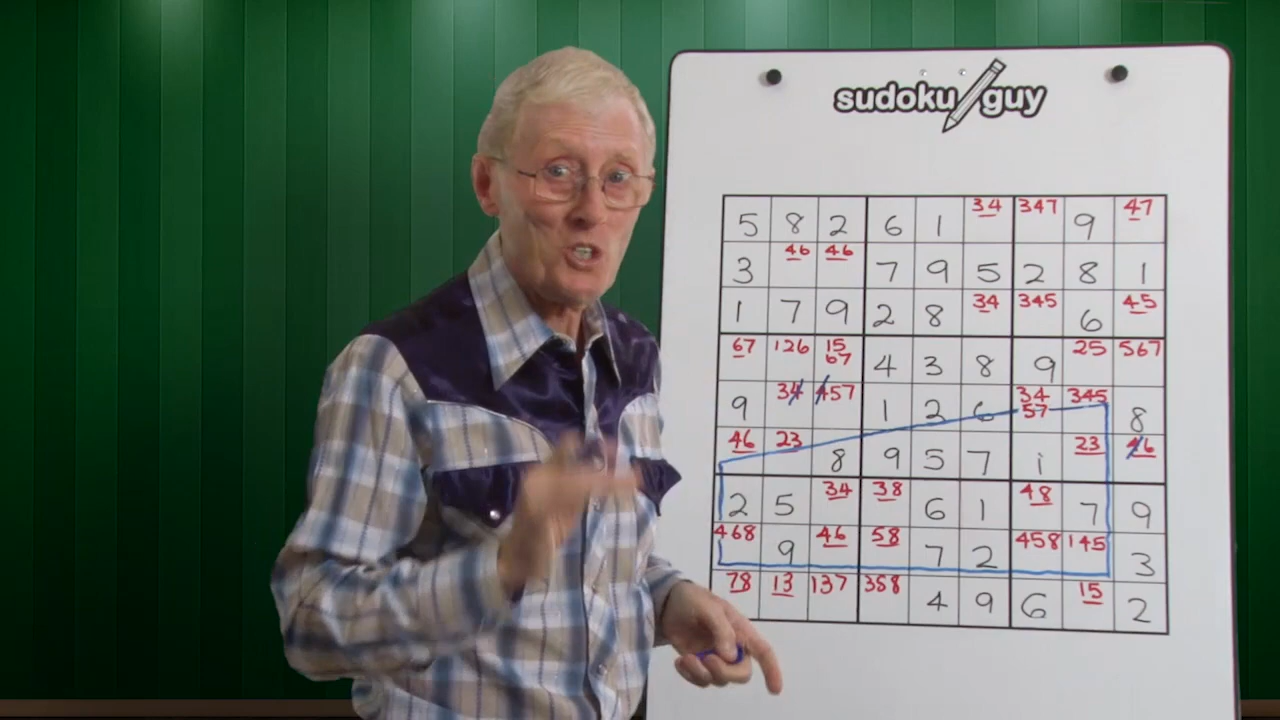 sudoku guy
5 8 2 6 1 34 347 9 47
3 46 46 7 9 5 2 8 1
1 7 9 2 8 34 345 6 45
67 126 15 67 4 3 8 9 25 567
9 34 457 1 2 6 34 57 345 8
46 23 8 9 5 7 1 23 46
2 5 34 38 6 1 48 7 9
468 9 46 58 7 2 458 145 3
78 13 137 358 4 9 6 15 2